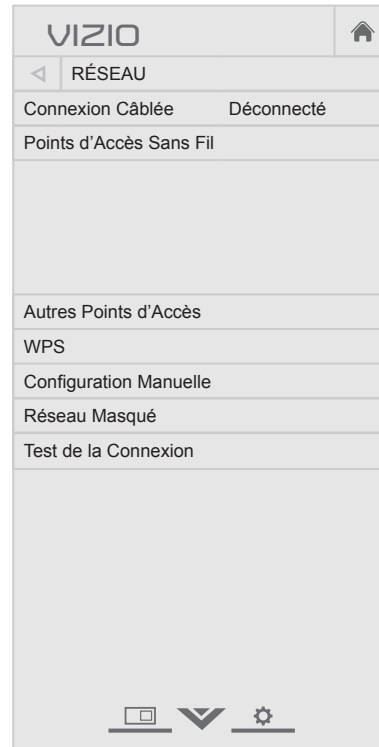 VIZIO
RÉSEAU
Connexion Câblée Déconnecté
Points d'Accès Sans Fil
Autres Points d'Accès
WPS
Configuration Manuelle
Réseau Masqué
Test de la Connexion